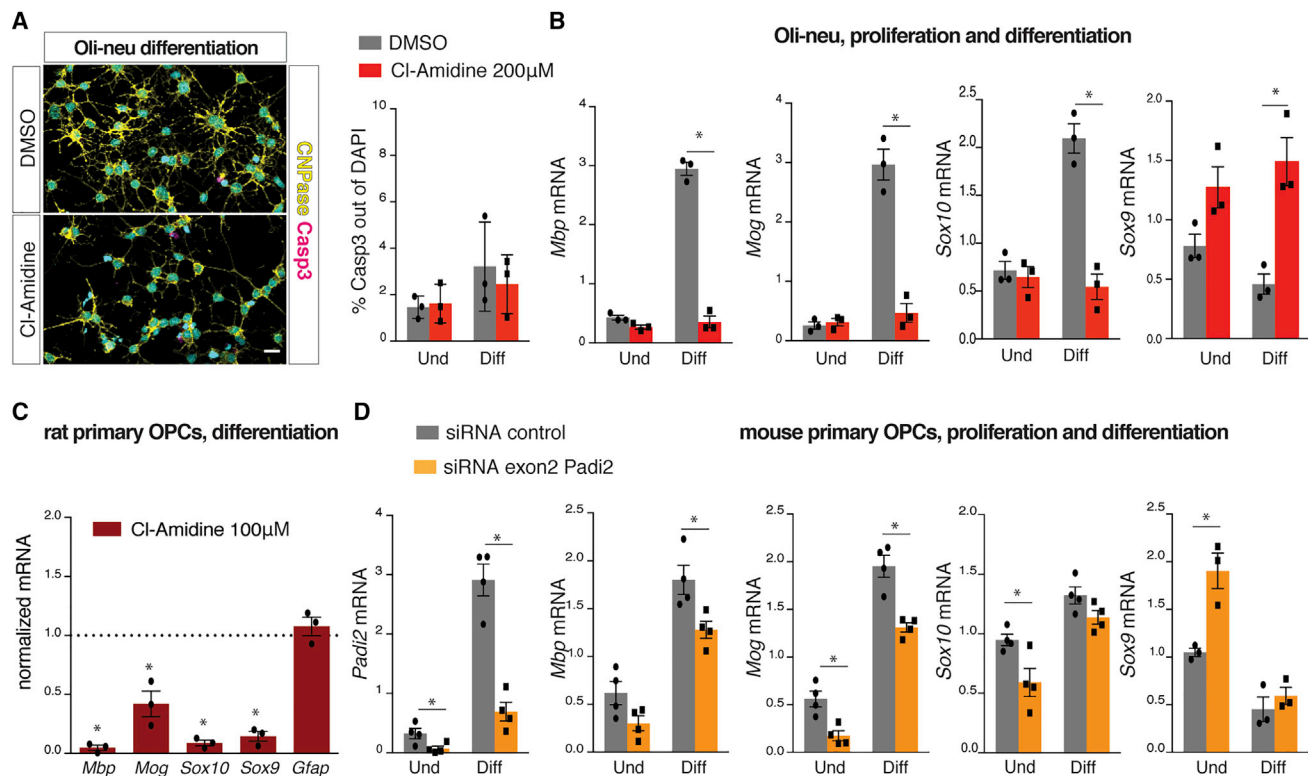 A
Oli-neu differentiation
DMSO
Cl-Amidine
CNPase Casp3
DMSO
Cl-Amidine 200µM
% Casp3 out of DAPI
10
8
6
4
2
0
Und Diff
B
Oli-neu, proliferation and differentiation
Mbp mRNA
4
3
2
1
0
Und Diff
Mog mRNA
4
3
2
1
0
*
*
Und Diff
Sox10 mRNA
2.5
2.0
1.5
1.0
0.5
0.0
*
Und Diff
Sox9 mRNA
2.0
1.5
1.0
0.5
0.0
*
Und Diff
C
rat primary OPCs, differentiation
Cl-Amidine 100µM
normalized mRNA
2.0
1.5
1.0
0.5
0.0
* * * *
Mbp Mog Sox10 Sox9 Gfap
D
siRNA control
siRNA exon2 Padi2
mouse primary OPCs, proliferation and differentiation
Padi2 mRNA
4
3
2
1
0
* *
Und Diff
Mbp mRNA
2.5
2.0
1.5
1.0
0.5
0.0
*
Und Diff
Mog mRNA
2.5
2.0
1.5
1.0
0.5
0.0
* *
Und Diff
Sox10 mRNA
2.0
1.5
1.0
0.5
0.0
*
Und Diff
Sox9 mRNA
2.5
2.0
1.5
1.0
0.5
0.0
*
Und Diff